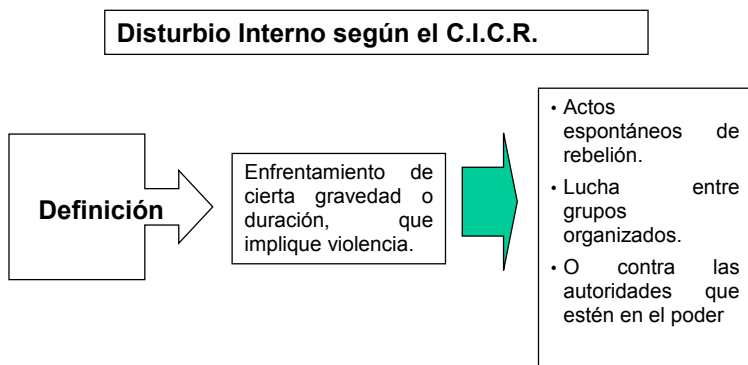 Disturbio Interno según el C.I.C.R.
Definición
Enfrentamiento de
cierta gravedad o
duración, que
implique violencia.
• Actos
espontáneos de
rebelión.
• Lucha entre
grupos
organizados.
• O contra las
autoridades que
estén en el poder